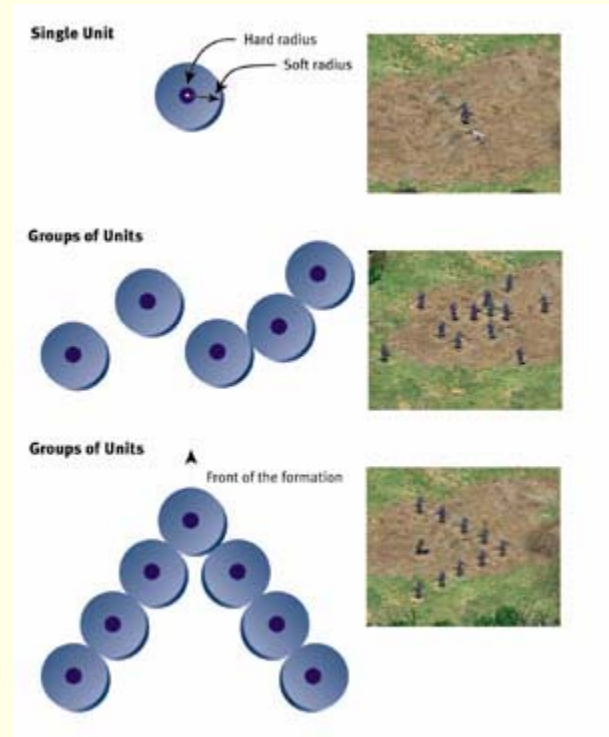 Single Unit
Hard radius
Soft radius
Groups of Units
Groups of Units
Front of the formation